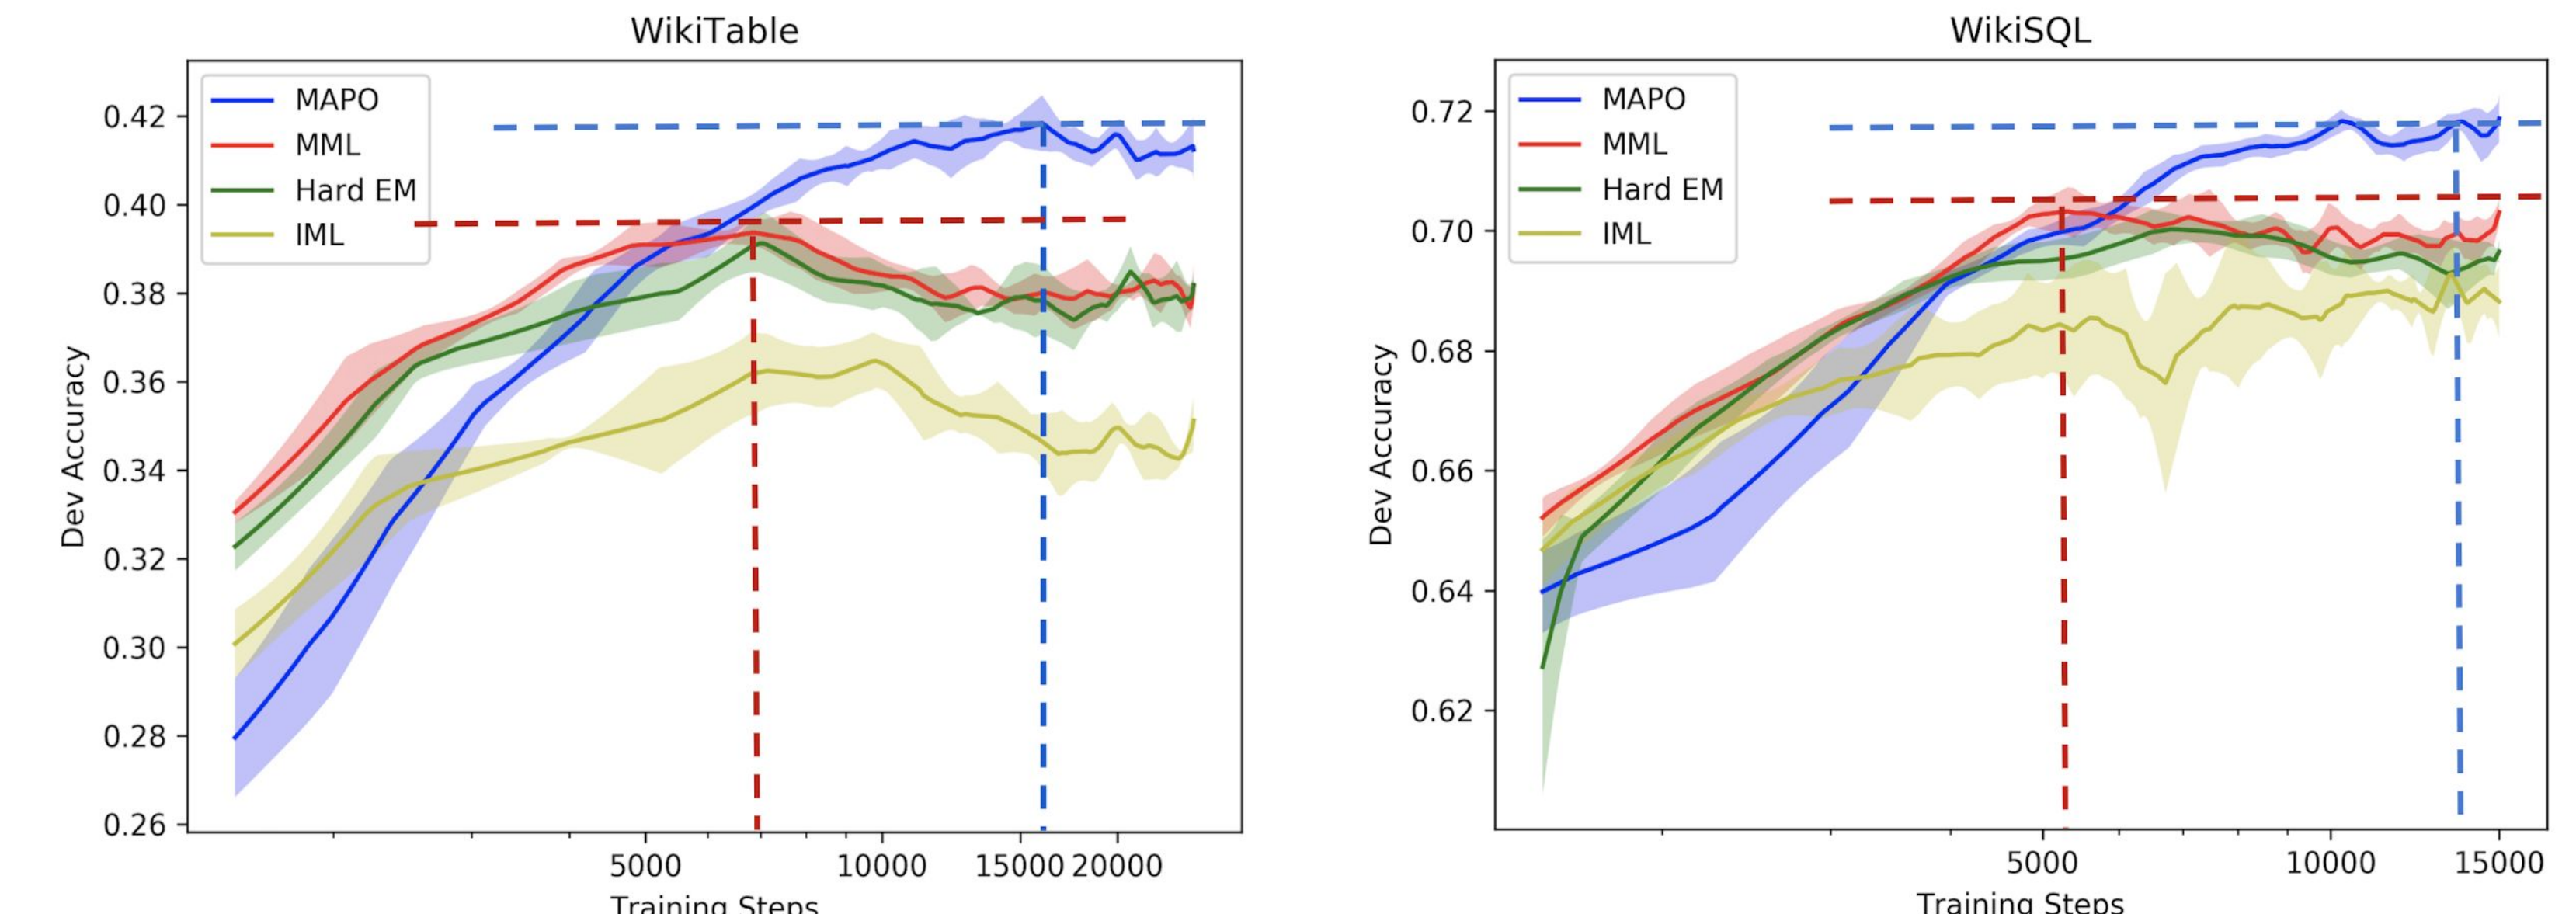 WikiTable
MAPO
MML
Hard EM
IML
0.42
0.40
0.38
0.36
0.34
0.32
0.30
0.28
0.26
Dev Accuracy
5000 10000 15000 20000
Training Steps
WikiSQL
MAPO
MML
Hard EM
IML
0.72
0.70
0.68
0.66
0.64
0.62
Dev Accuracy
5000 10000 15000
Training Steps